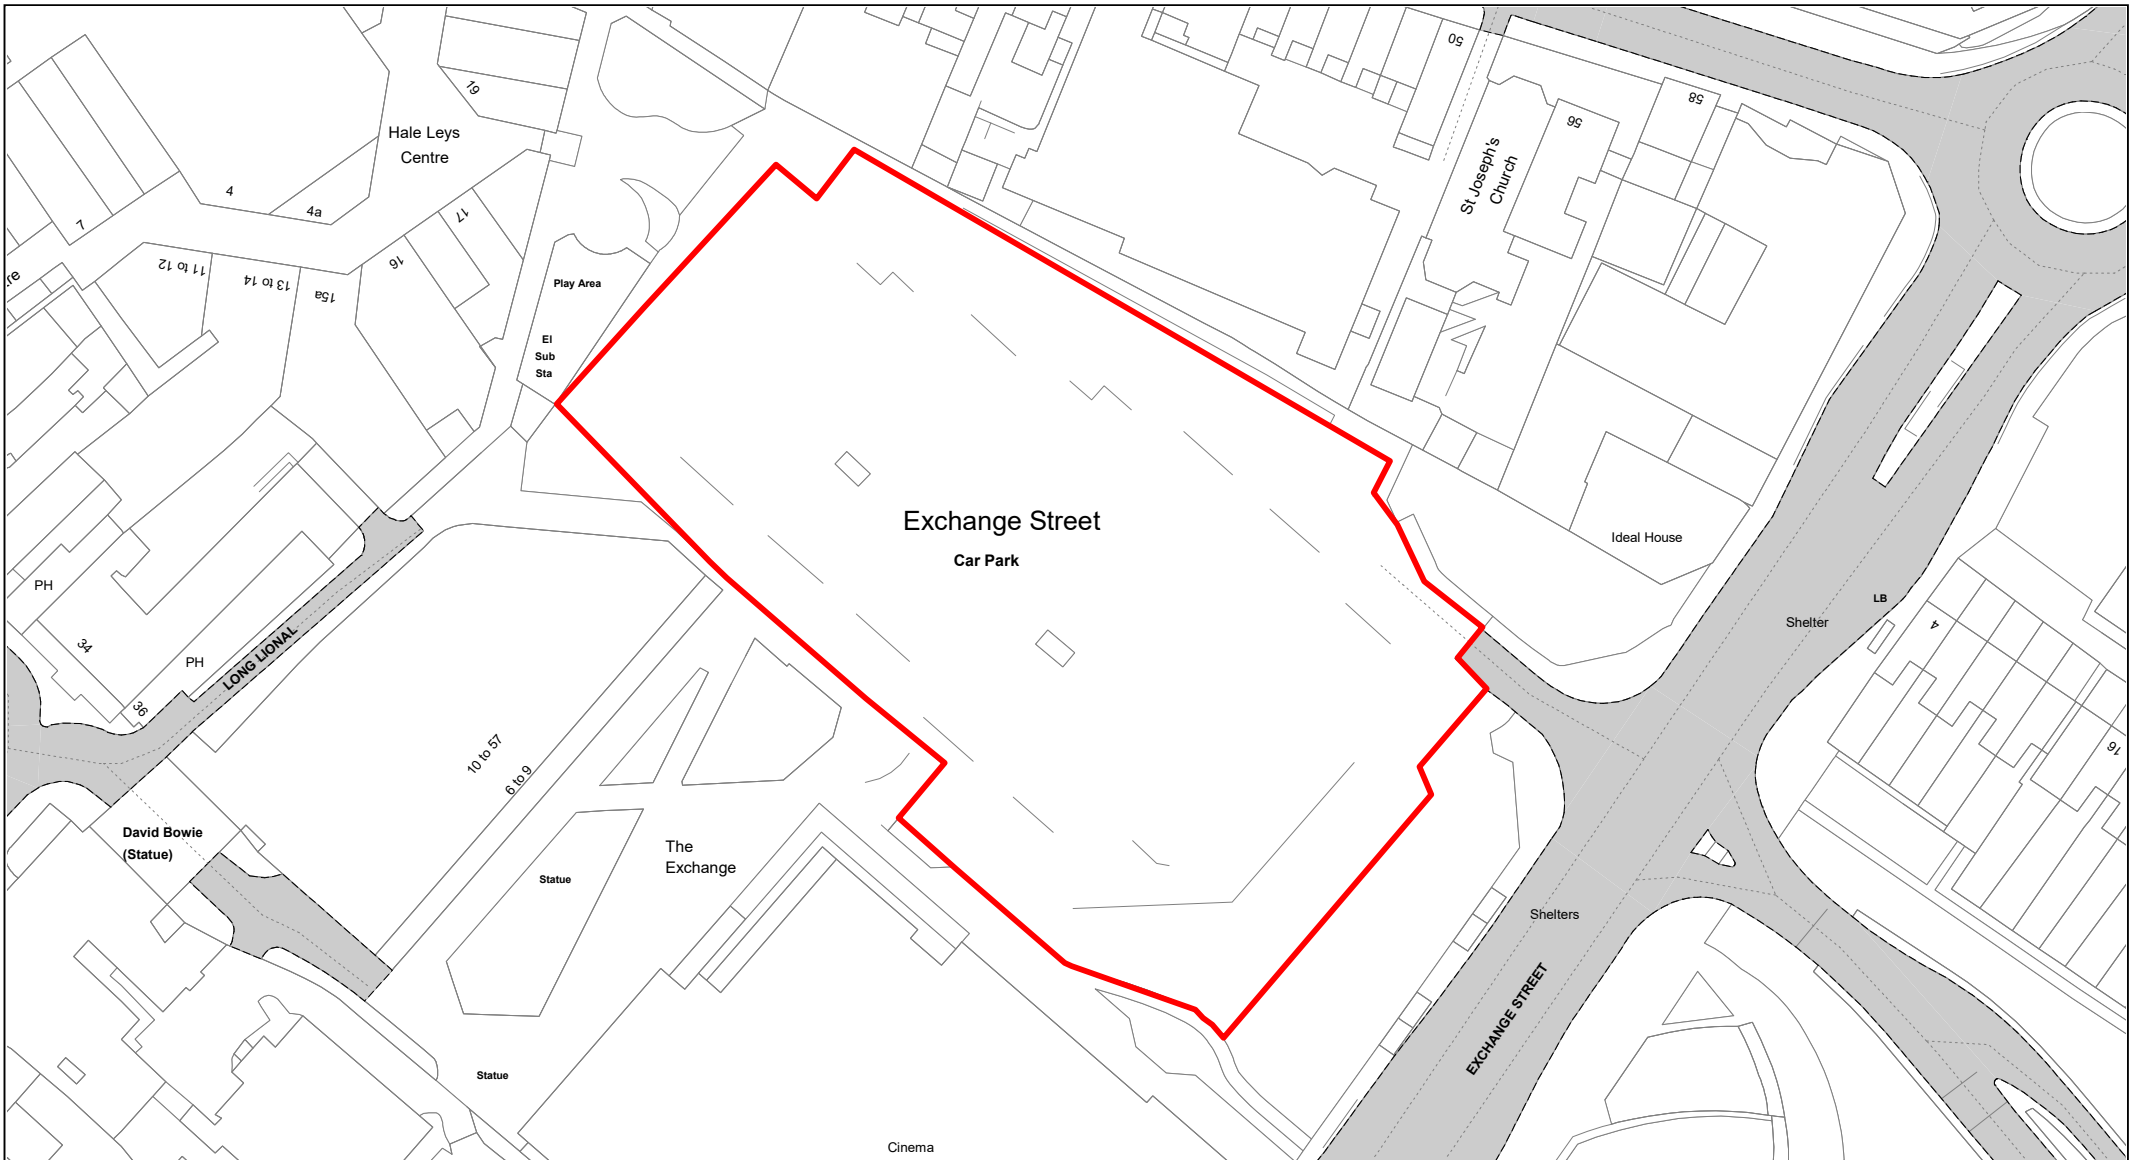 50
58
56
19
Hale Leys
Centre
St Joseph's
Church
4
4a
7
17
16
11 to 12
13 to 14
15a
Play Area
El
Sub
Sta
Exchange Street
Car Park
Ideal House
PH
34
PH
LONG LIONAL
36
LB
Shelter
4
16
10 to 57
6 to 9
David Bowie
(Statue)
The
Exchange
Statue
Shelters
EXCHANGE STREET
Statue
Cinema